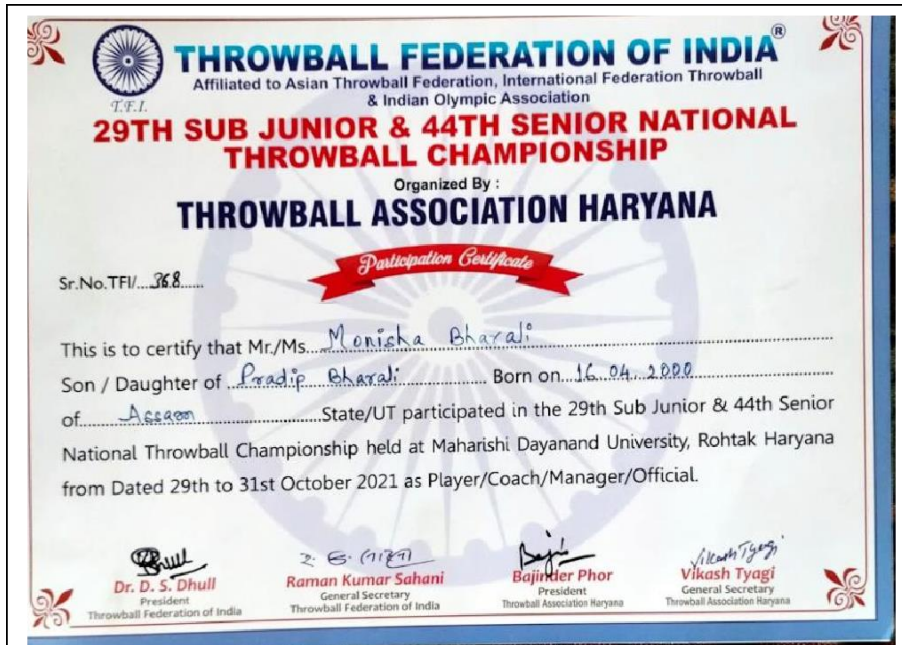 THROWBALL FEDERATION OF INDIA®
Affiliated to Asian Throwball Federation, International Federation Throwball
& Indian Olympic Association
T.F.I.
29TH SUB JUNIOR & 44TH SENIOR NATIONAL
THROWBALL CHAMPIONSHIP
Organized By :
THROWBALL ASSOCIATION HARYANA
Participation Certificate
Sr.No.TFI/...368......
This is to certify that Mr./Ms....Monisha Bharali
Son / Daughter of ..Pradip Bharali.... Born on...16.04.2000
of....Assam....State/UT participated in the 29th Sub Junior & 44th Senior
National Throwball Championship held at Maharishi Dayanand University, Rohtak Haryana
from Dated 29th to 31st October 2021 as Player/Coach/Manager/Official.
Vikash Tyagi
Dr. D. S. Dhull Raman Kumar Sahani Bajinder Phor Vikash Tyagi
President General Secretary President General Secretary
Throwball Federation of India Throwball Federation of India Throwball Association Haryana Throwball Association Haryana